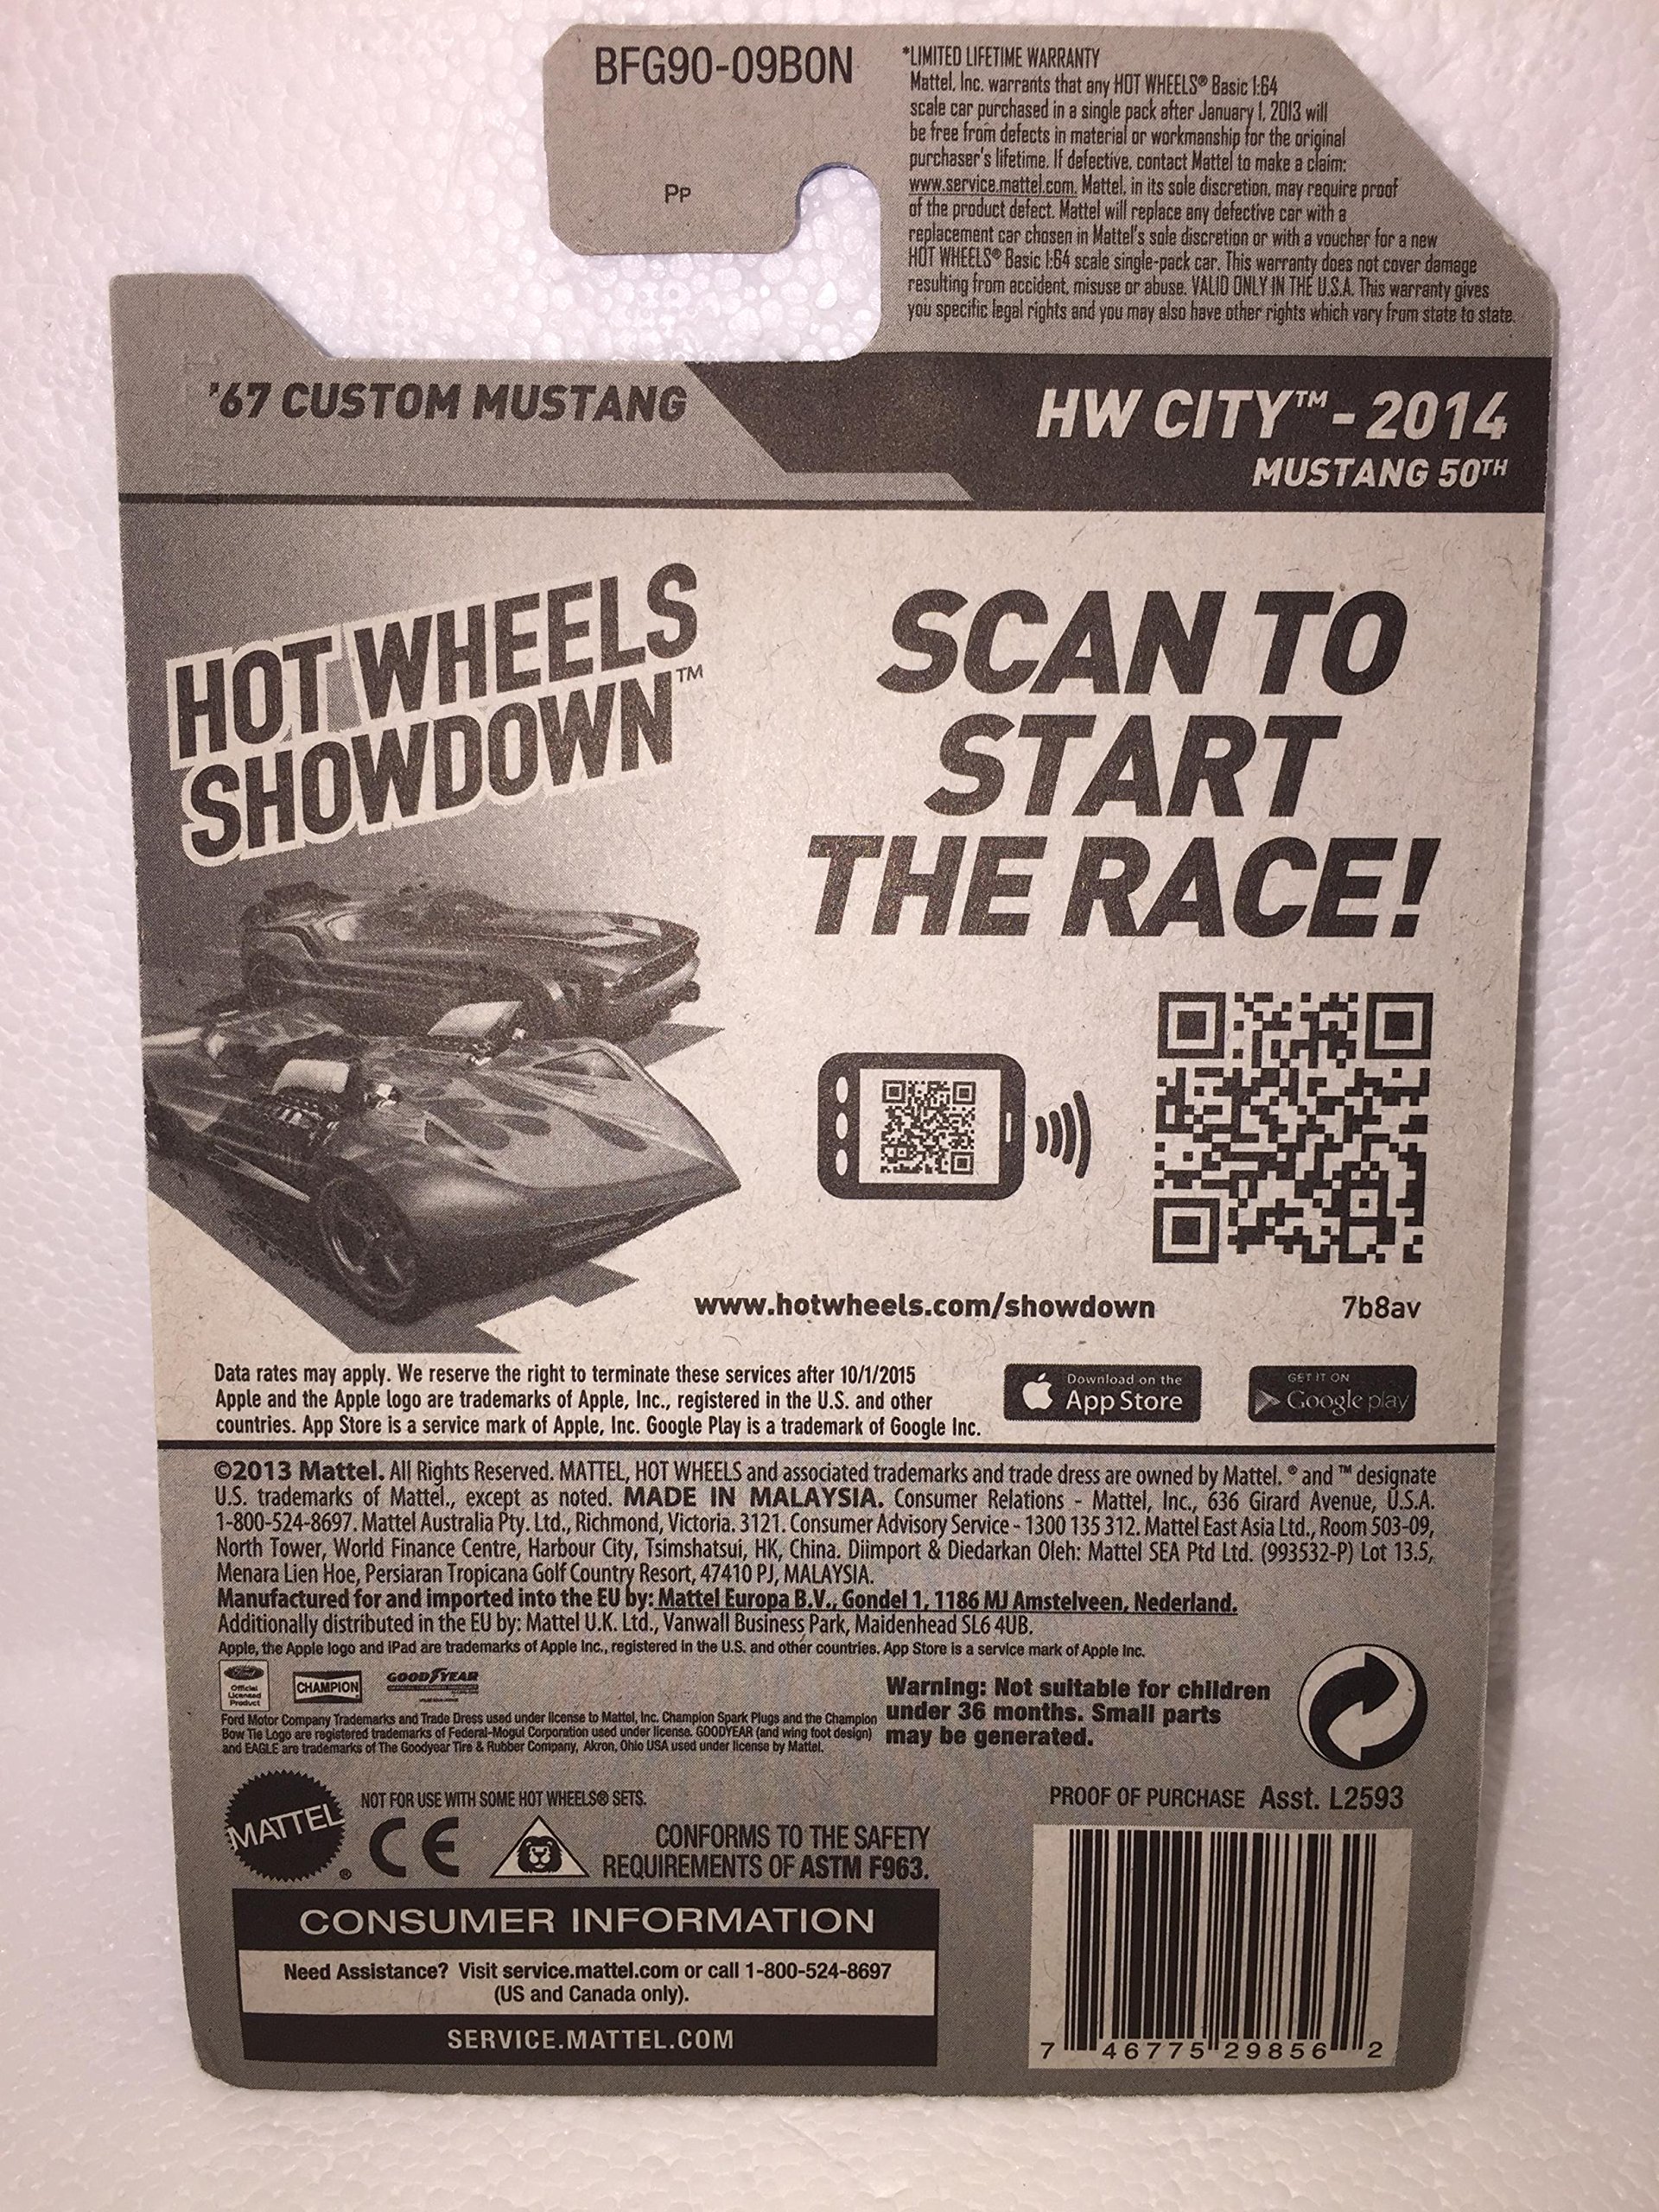 BFG90-09B0N
Pp
*LIMITED LIFETIME WARRANTY
Mattel, Inc. warrants that any HOT WHEELS® Basic 1:64
scale car purchased in a single pack after January 1, 2013 will
be free from defects in material or workmanship for the original
purchaser's lifetime. If defective, contact Mattel to make a claim:
www.service.mattel.com. Mattel, in its sole discretion, may require proof
of the product defect. Mattel will replace any defective car with a
replacement car chosen in Mattel's sole discretion or with a voucher for a new
HOT WHEELS® Basic 1:64 scale single-pack car. This warranty does not cover damage
resulting from accident, misuse or abuse. VALID ONLY IN THE U.S.A. This warranty gives
you specific legal rights and you may also have other rights which vary from state to state.
'67 CUSTOM MUSTANG
HW CITY™ - 2014
MUSTANG 50TH
HOT WHEELS
SHOWDOWN™
SCAN TO
START
THE RACE!
www.hotwheels.com/showdown
7b8av
Data rates may apply. We reserve the right to terminate these services after 10/1/2015
Apple and the Apple logo are trademarks of Apple, Inc., registered in the U.S. and other
countries. App Store is a service mark of Apple, Inc. Google Play is a trademark of Google Inc.
Download on the
App Store
GET IT ON
Google play
©2013 Mattel. All Rights Reserved. MATTEL, HOT WHEELS and associated trademarks and trade dress are owned by Mattel. ® and ™ designate
U.S. trademarks of Mattel., except as noted. MADE IN MALAYSIA. Consumer Relations - Mattel, Inc., 636 Girard Avenue, U.S.A.
1-800-524-8697. Mattel Australia Pty. Ltd., Richmond, Victoria. 3121. Consumer Advisory Service - 1300 135 312. Mattel East Asia Ltd., Room 503-09,
North Tower, World Finance Centre, Harbour City, Tsimshatsui, HK, China. Diimport & Diedarkan Oleh: Mattel SEA Ptd Ltd. (993532-P) Lot 13.5,
Menara Lien Hoe, Persiaran Tropicana Golf Country Resort, 47410 PJ, MALAYSIA.
Manufactured for and imported into the EU by: Mattel Europa B.V., Gondel 1, 1186 MJ Amstelveen, Nederland.
Additionally distributed in the EU by: Mattel U.K. Ltd., Vanwall Business Park, Maidenhead SL6 4UB.
Apple, the Apple logo and iPad are trademarks of Apple Inc., registered in the U.S. and other countries. App Store is a service mark of Apple Inc.
Ford
Official
Licensed
Product
CHAMPION
GOODYEAR
Ford Motor Company Trademarks and Trade Dress used under license to Mattel, Inc. Champion Spark Plugs and the Champion
Bow Tie Logo are registered trademarks of Federal-Mogul Corporation used under license. GOODYEAR (and wing foot design)
and EAGLE are trademarks of The Goodyear Tire & Rubber Company, Akron, Ohio USA used under license by Mattel.
Warning: Not suitable for children
under 36 months. Small parts
may be generated.
MATTEL®
NOT FOR USE WITH SOME HOT WHEELS® SETS.
CE
CONFORMS TO THE SAFETY
REQUIREMENTS OF ASTM F963.
PROOF OF PURCHASE Asst. L2593
7 46775 29856 2
CONSUMER INFORMATION
Need Assistance? Visit service.mattel.com or call 1-800-524-8697
(US and Canada only).
SERVICE.MATTEL.COM